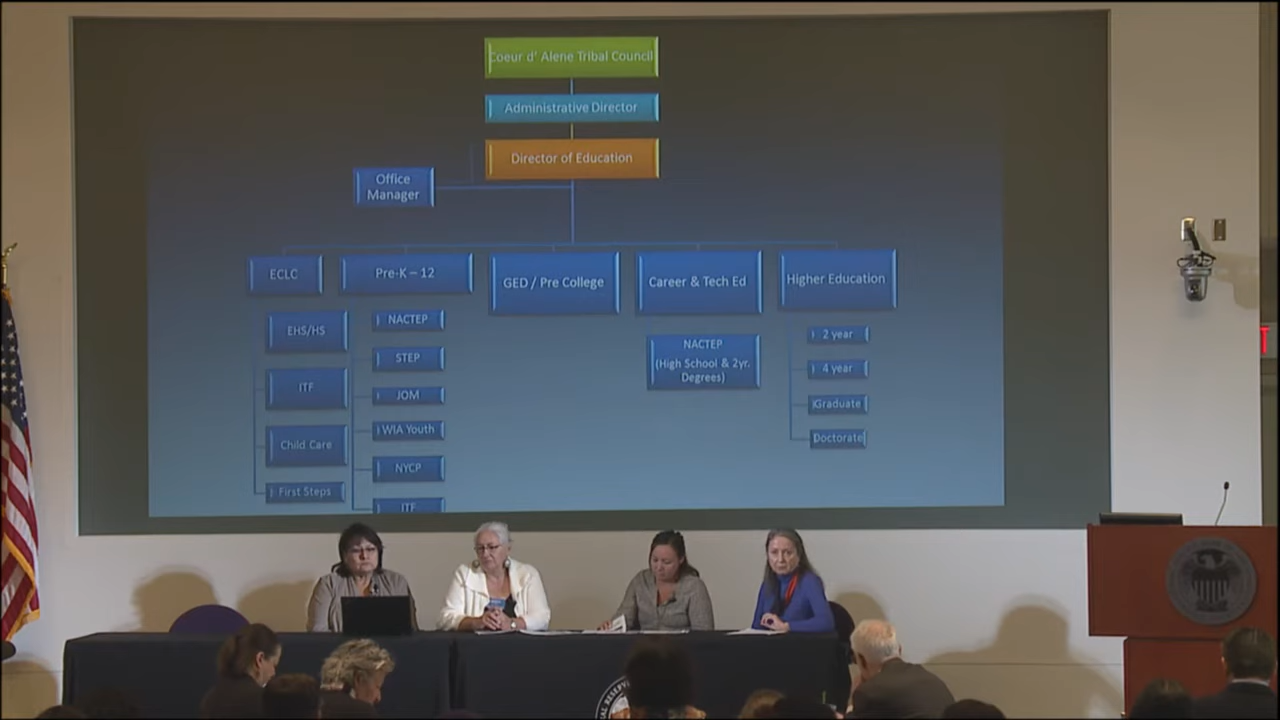 Coeur d' Alene Tribal Council
Administrative Director
Director of Education
Office
Manager
ECLC
Pre-K – 12
GED / Pre College
Career & Tech Ed
Higher Education
EHS/HS
ITF
Child Care
First Steps
NACTEP
STEP
JOM
WIA Youth
NYCP
ITF
NACTEP
(High School & 2yr.
Degrees)
2 year
4 year
Graduate
Doctorate